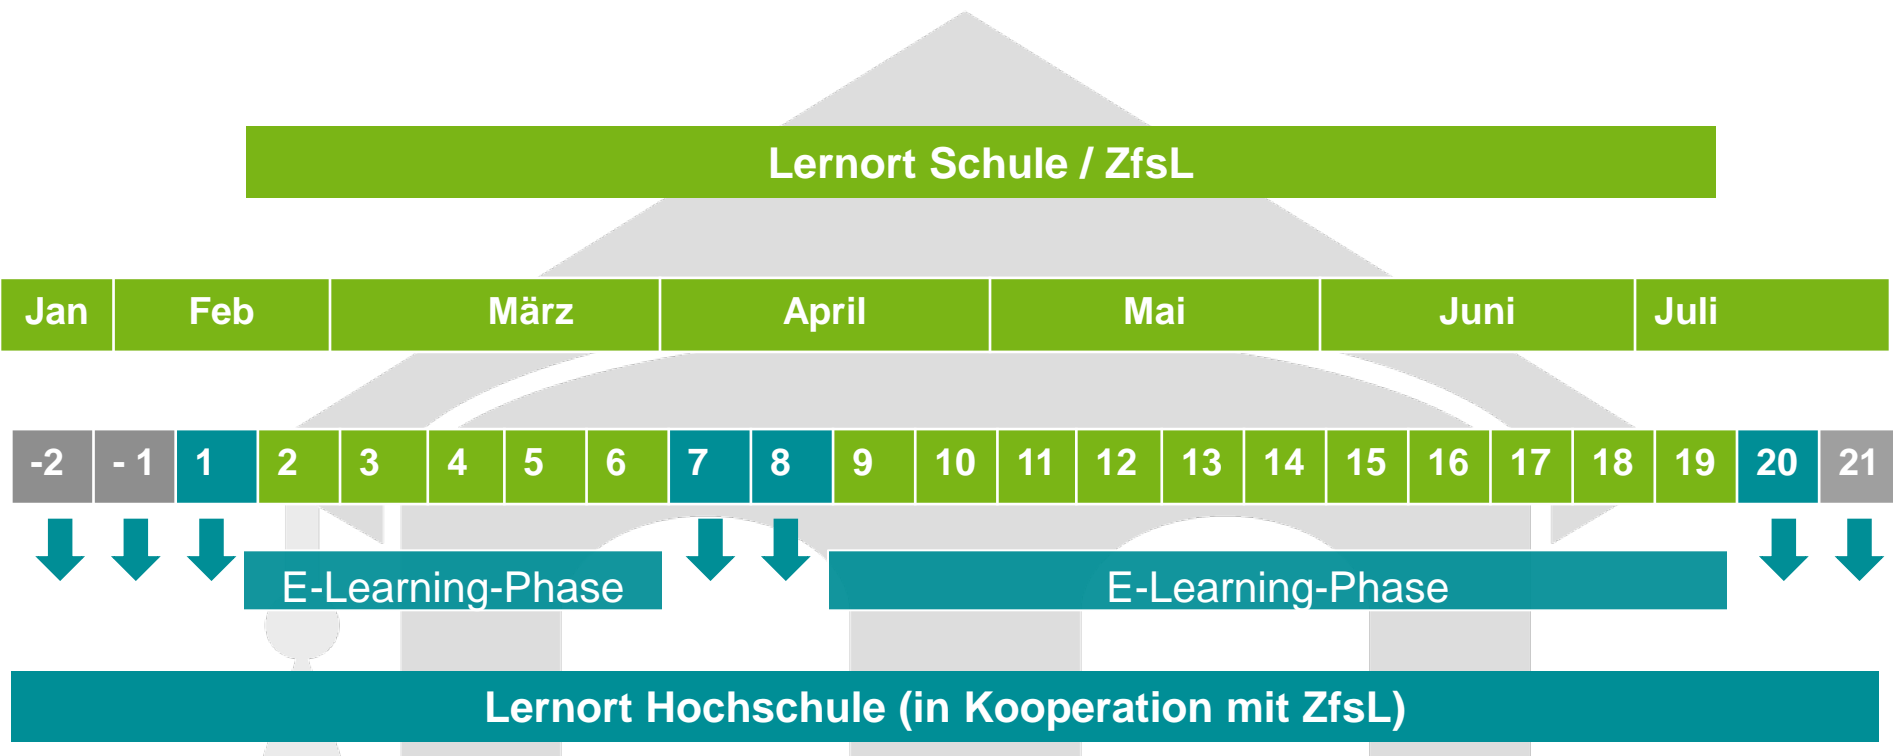 Lernort Schule / ZfsL
Jan Feb März April Mai Juni Juli
-2 - 1 1 2 3 4 5 6 7 8 9 10 11 12 13 14 15 16 17 18 19 20 21
E-Learning-Phase E-Learning-Phase
Lernort Hochschule (in Kooperation mit ZfsL)